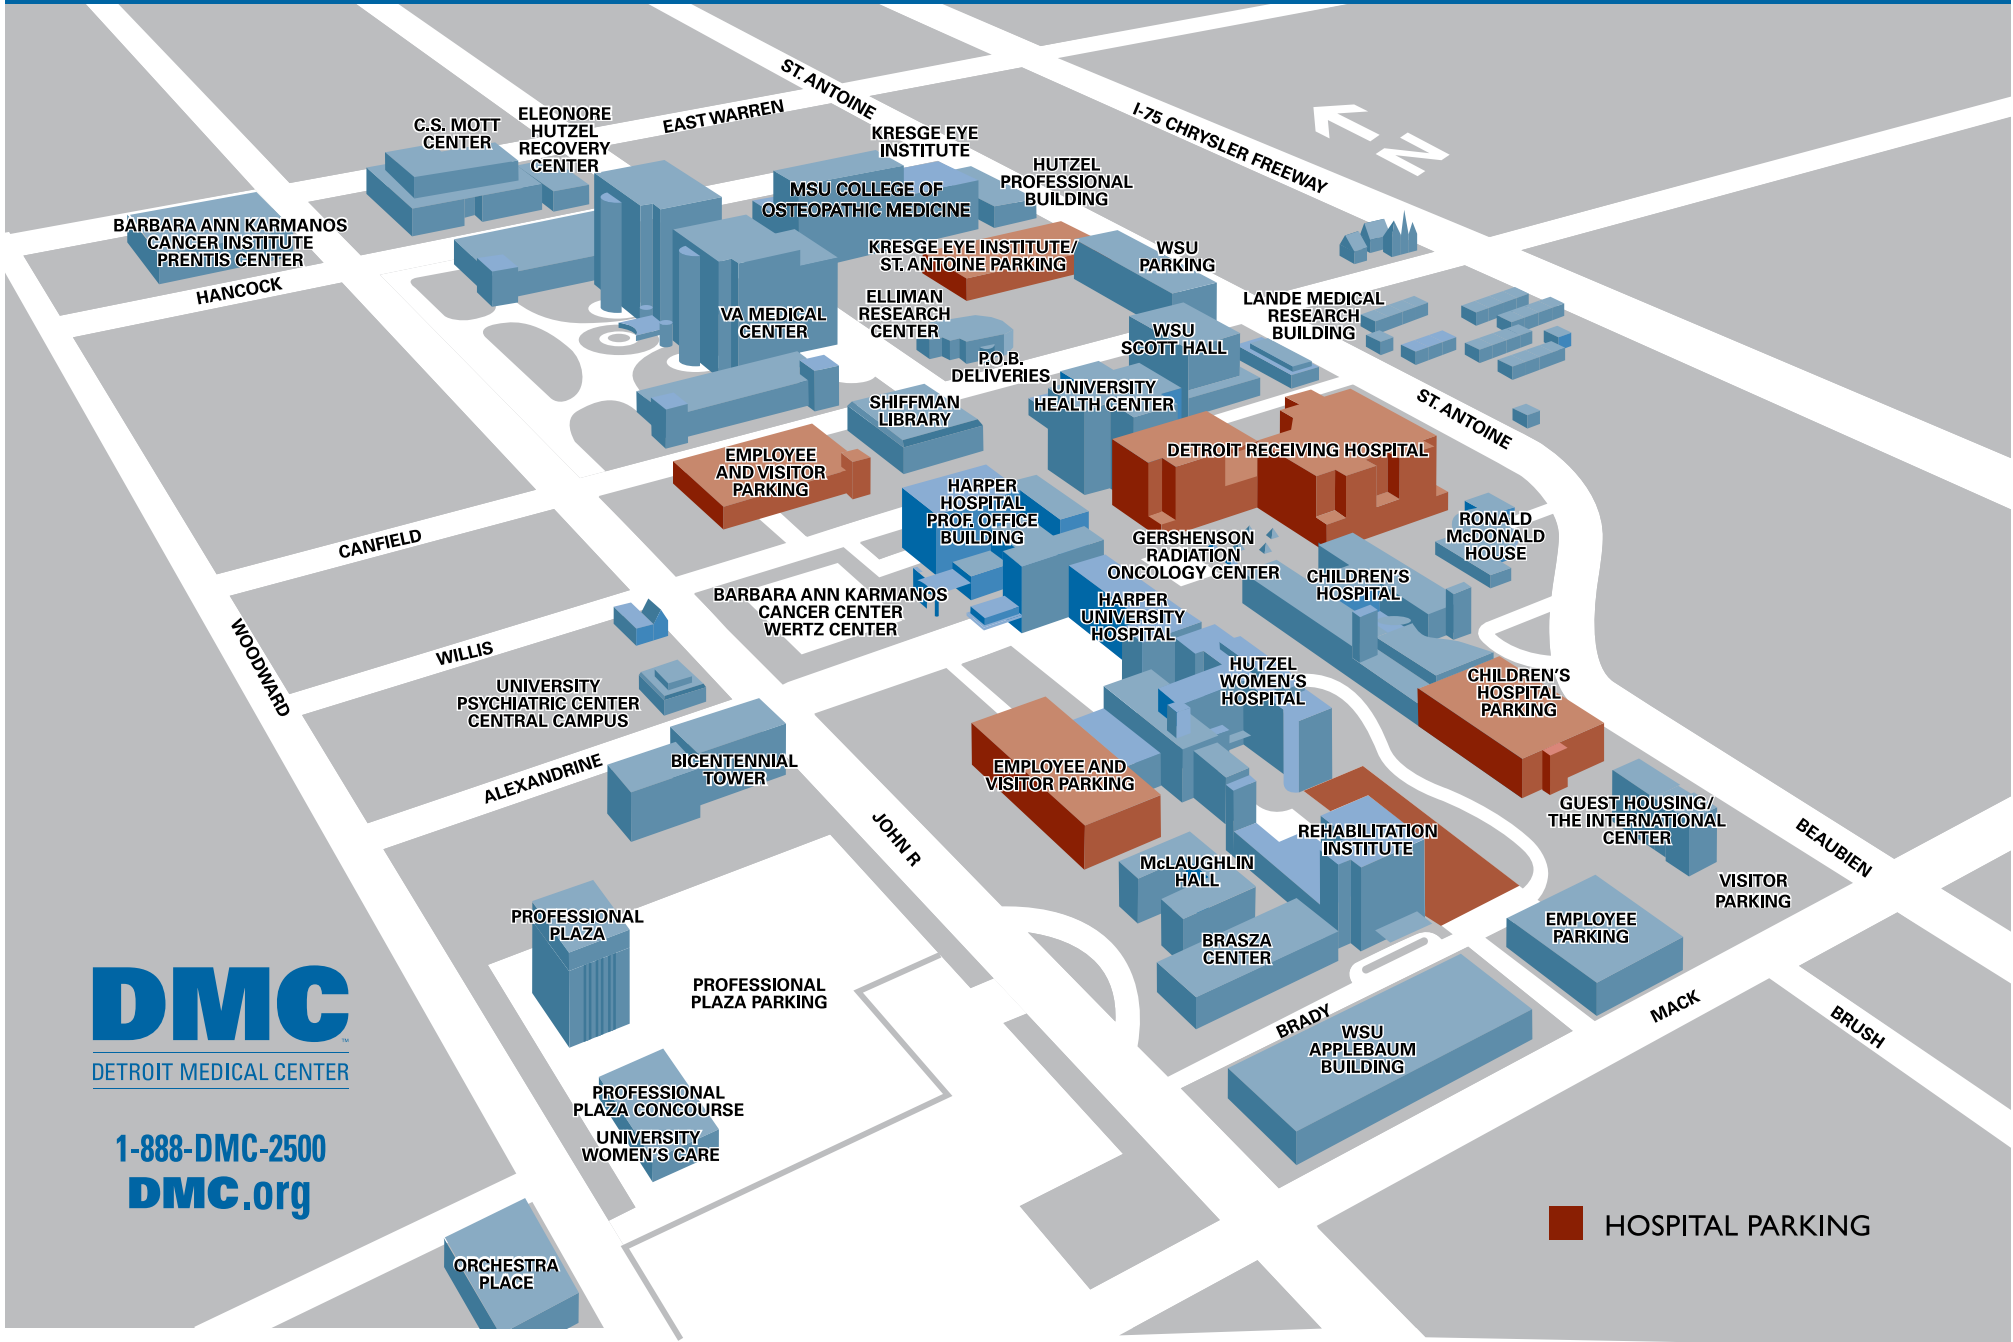 ST. ANTOINE
EAST WARREN
I-75 CHRYSLER FREEWAY
N
C.S. MOTT
CENTER
ELEONORE
HUTZEL
RECOVERY
CENTER
KRESGE EYE
INSTITUTE
HUTZEL
PROFESSIONAL
BUILDING
MSU COLLEGE OF
OSTEOPATHIC MEDICINE
BARBARA ANN KARMANOS
CANCER INSTITUTE
PRENTIS CENTER
HANCOCK
KRESGE EYE INSTITUTE/
ST. ANTOINE PARKING
WSU
PARKING
ELLIMAN
RESEARCH
CENTER
LANDE MEDICAL
RESEARCH
BUILDING
VA MEDICAL
CENTER
WSU
SCOTT HALL
P.O.B.
DELIVERIES
UNIVERSITY
HEALTH CENTER
SHIFFMAN
LIBRARY
ST. ANTOINE
DETROIT RECEIVING HOSPITAL
EMPLOYEE
AND VISITOR
PARKING
HARPER
HOSPITAL
PROF. OFFICE
BUILDING
CANFIELD
GERSHENSON
RADIATION
ONCOLOGY CENTER
RONALD
McDONALD
HOUSE
CHILDREN'S
HOSPITAL
BARBARA ANN KARMANOS
CANCER CENTER
WERTZ CENTER
HARPER
UNIVERSITY
HOSPITAL
WOODWARD
WILLIS
UNIVERSITY
PSYCHIATRIC CENTER
CENTRAL CAMPUS
HUTZEL
WOMEN'S
HOSPITAL
CHILDREN'S
HOSPITAL
PARKING
ALEXANDRINE
BICENTENNIAL
TOWER
EMPLOYEE AND
VISITOR PARKING
JOHN R
REHABILITATION
INSTITUTE
GUEST HOUSING/
THE INTERNATIONAL
CENTER
BEAUBIEN
McLAUGHLIN
HALL
VISITOR
PARKING
PROFESSIONAL
PLAZA
EMPLOYEE
PARKING
BRASZA
CENTER
PROFESSIONAL
PLAZA PARKING
MACK
BRUSH
BRADY
WSU
APPLEBAUM
BUILDING
DMC™
DETROIT MEDICAL CENTER
PROFESSIONAL
PLAZA CONCOURSE
UNIVERSITY
WOMEN'S CARE
1-888-DMC-2500
DMC.org
ORCHESTRA
PLACE
HOSPITAL PARKING